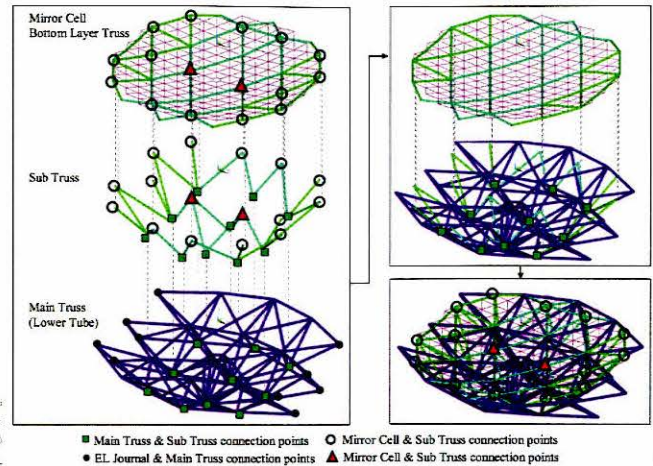 Mirror Cell
Bottom Layer Truss
Sub Truss
Main Truss
(Lower Tube)
Main Truss & Sub Truss connection points
Mirror Cell & Sub Truss connection points
EL Journal & Main Truss connection points
Mirror Cell & Sub Truss connection points